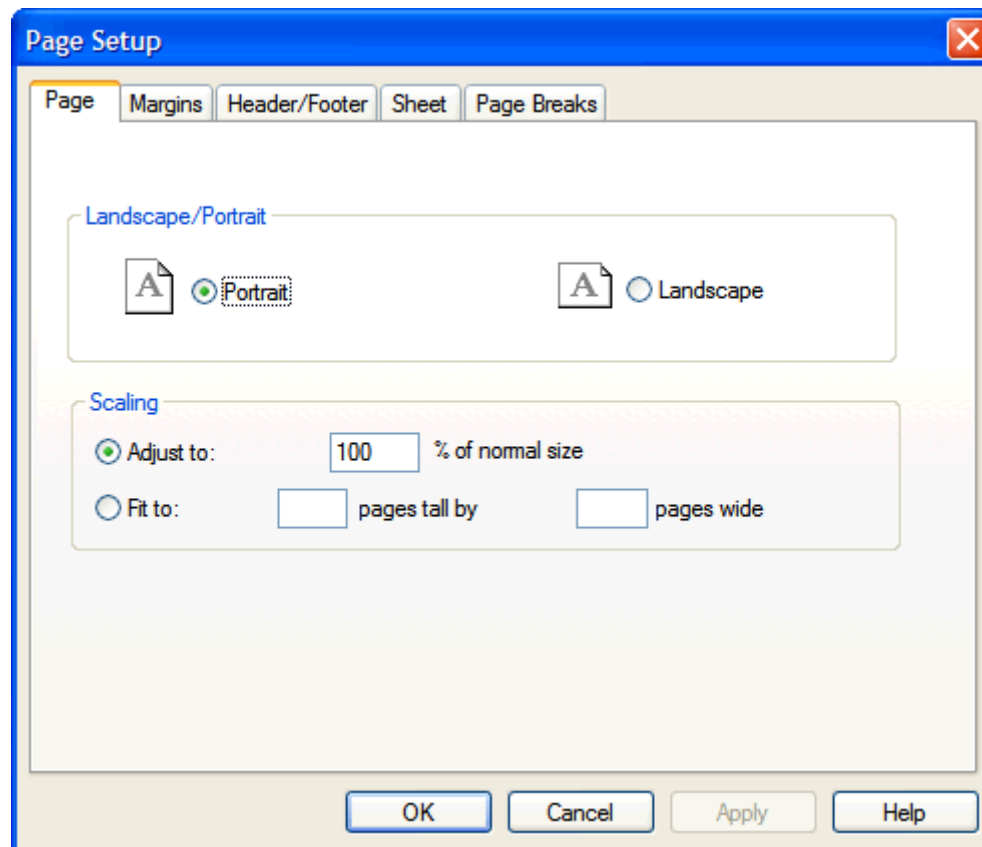 Page Setup
Page Margins Header/Footer Sheet Page Breaks
Landscape/Portrait
A Portrait A Landscape
Scaling
Adjust to: 100 % of normal size
Fit to: pages tall by pages wide
OK Cancel Apply Help